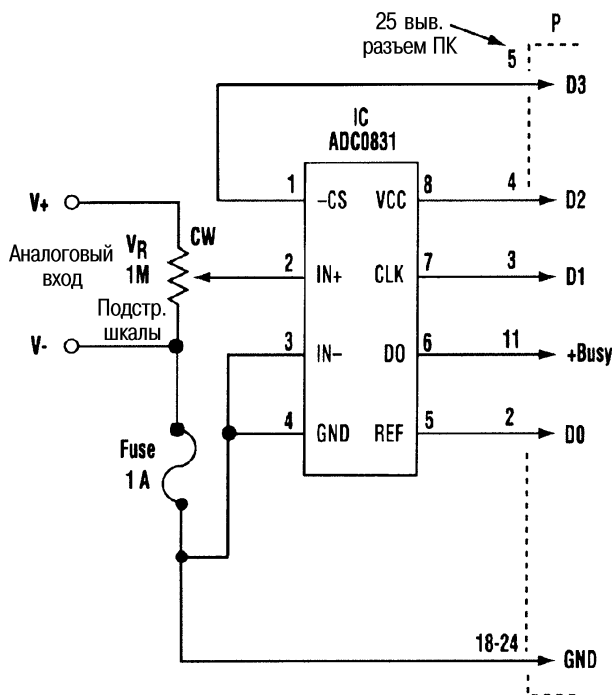 25 выв.
разъем ПК
P
5
D3
IC
ADC0831
1
-CS
VCC
8
4
D2
V+
VR
1M
CW
Аналоговый
вход
2
IN+
CLK
7
3
D1
Подстр.
шкалы
V-
3
IN-
DO
6
11
+Busy
4
GND
REF
5
2
D0
Fuse
1 A
18-24
GND